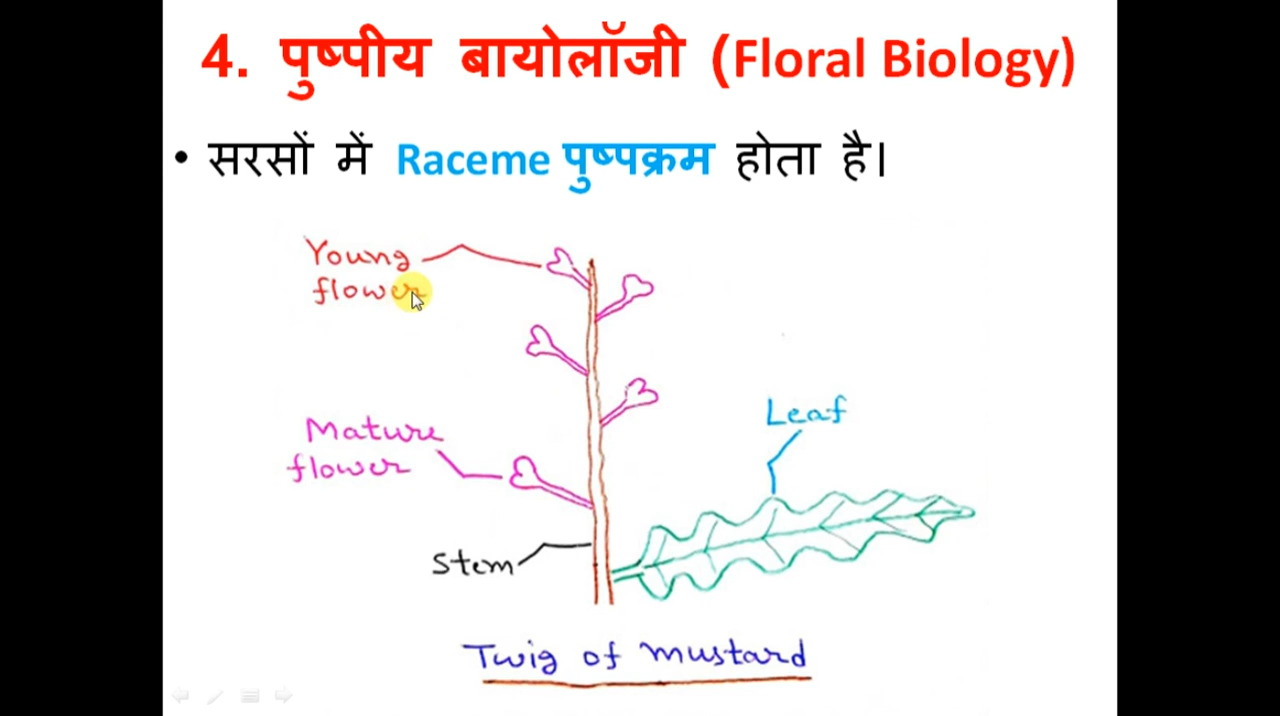 4. पुष्पीय बायोलॉजी (Floral Biology)
• सरसों में Raceme पुष्पक्रम होता है।
Young
flower
Mature
flower
Leaf
Stem
Twig of mustard